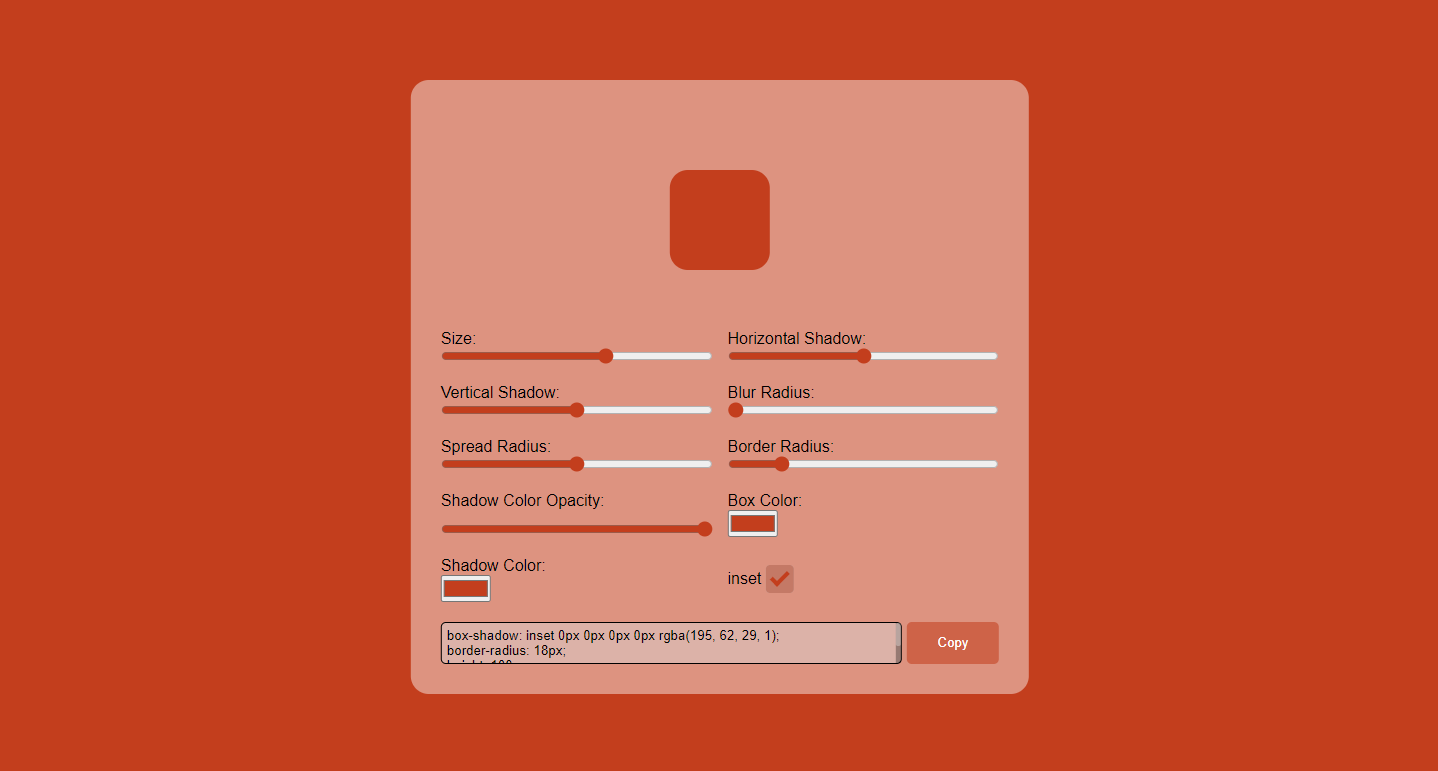 Size:
Horizontal Shadow:
Vertical Shadow:
Blur Radius:
Spread Radius:
Border Radius:
Shadow Color Opacity:
Box Color:
Shadow Color:
inset
box-shadow: inset 0px 0px 0px 0px rgba(195, 62, 29, 1);
border-radius: 18px;
Copy